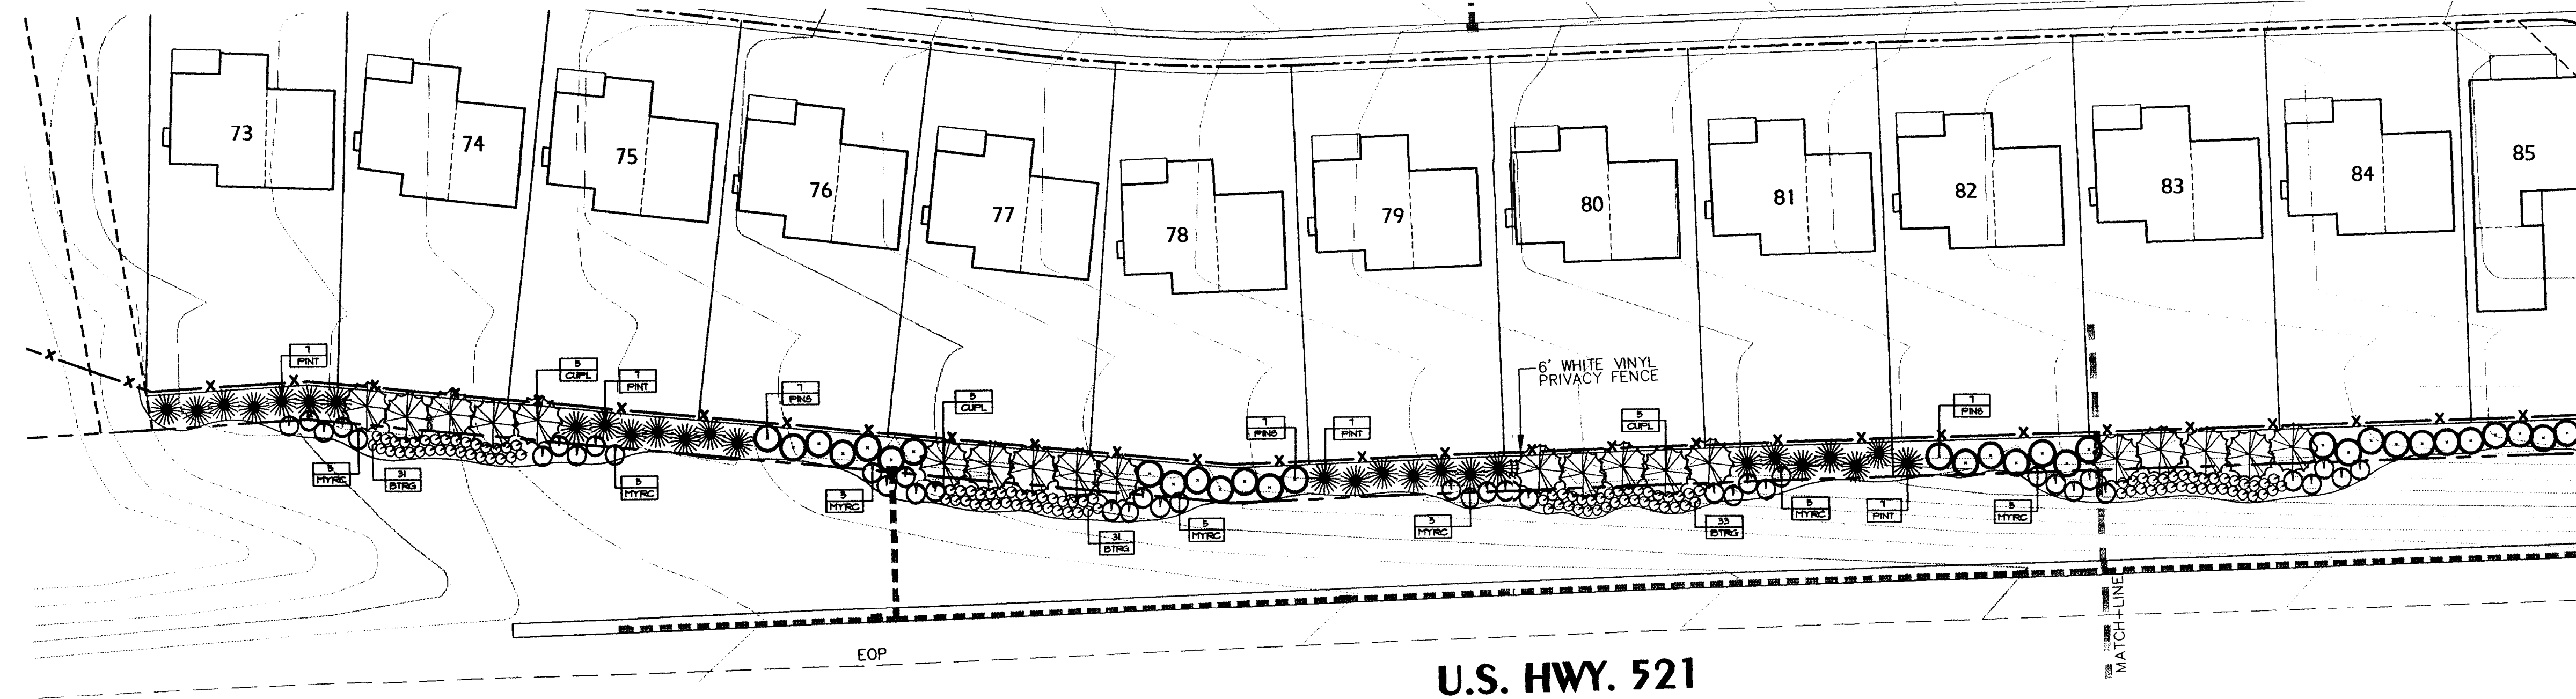 73
74
75
76
77
78
79
80
81
82
83
84
85
7
PINT
5
CUPL
7
PINT
7
PINS
5
CUPL
7
PINS
7
PINT
6' WHITE VINYL
PRIVACY FENCE
5
CUPL
7
PINS
5
MYRC
31
BTRG
5
MYRC
5
MYRC
31
BTRG
5
MYRC
5
MYRC
33
BTRG
5
MYRC
7
PINT
5
MYRC
EOP
U.S. HWY. 521
MATCH+LINE